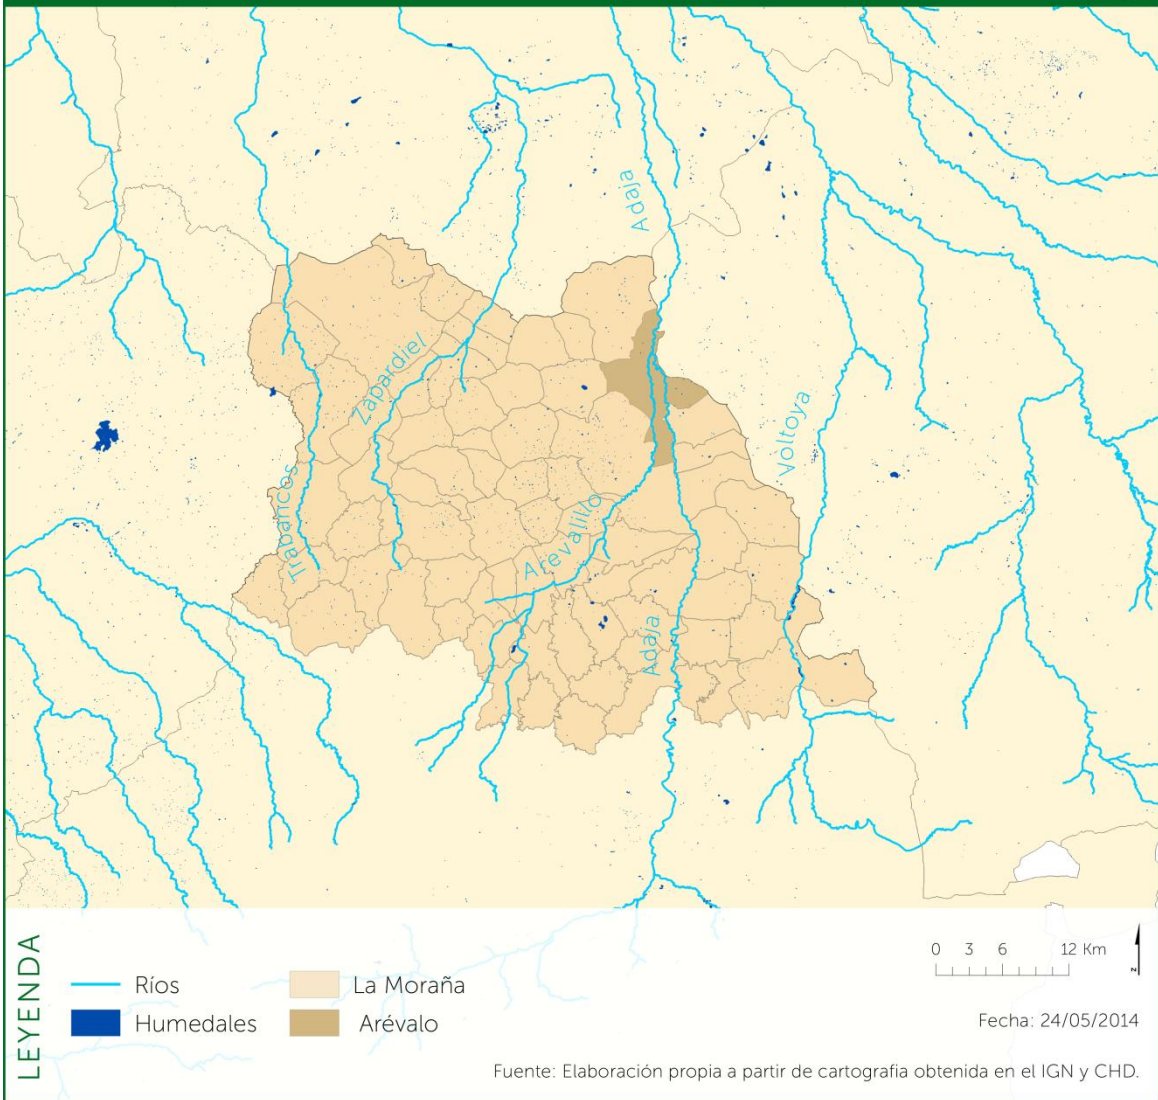 Adaja
Zapardiel
Voltoya
Trabancos
Arevalillo
Adaja
LEYENDA
Ríos
Humedales
La Moraña
Arévalo
0 3 6 12 Km
N
Fecha: 24/05/2014
Fuente: Elaboración propia a partir de cartografia obtenida en el IGN y CHD.